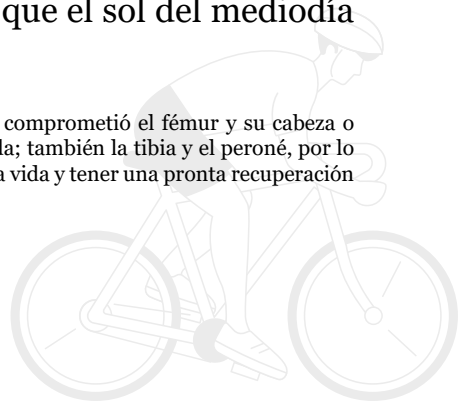 que el sol del mediodía
comprometió el fémur y su cabeza o
la; también la tibia y el peroné, por lo
a vida y tener una pronta recuperación